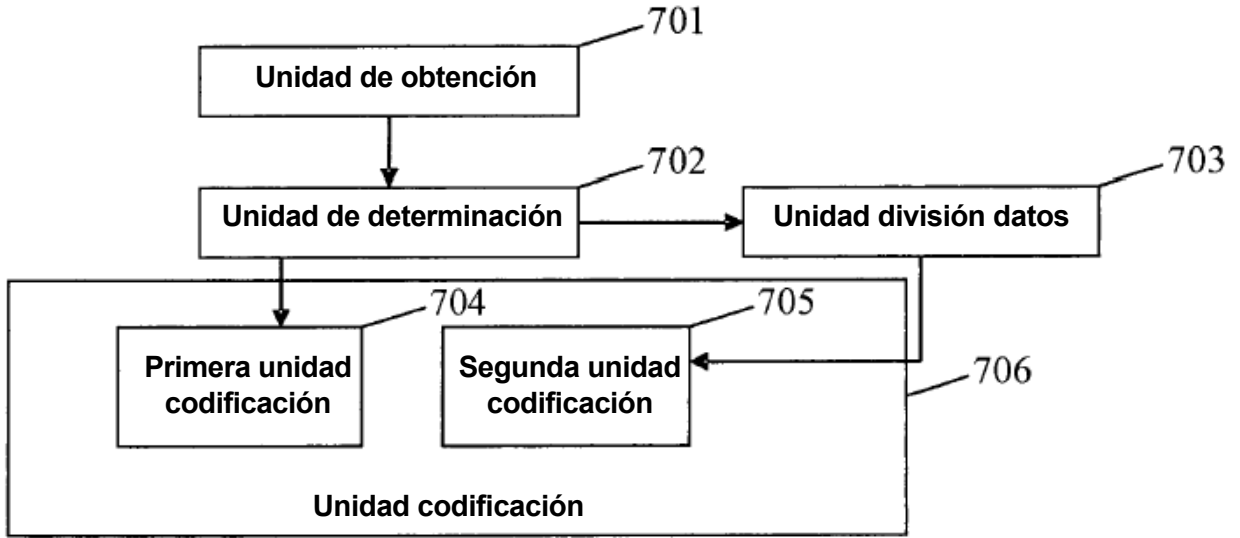 701
Unidad de obtención
702
Unidad de determinación
703
Unidad división datos
704
Primera unidad
codificación
705
Segunda unidad
codificación
706
Unidad codificación